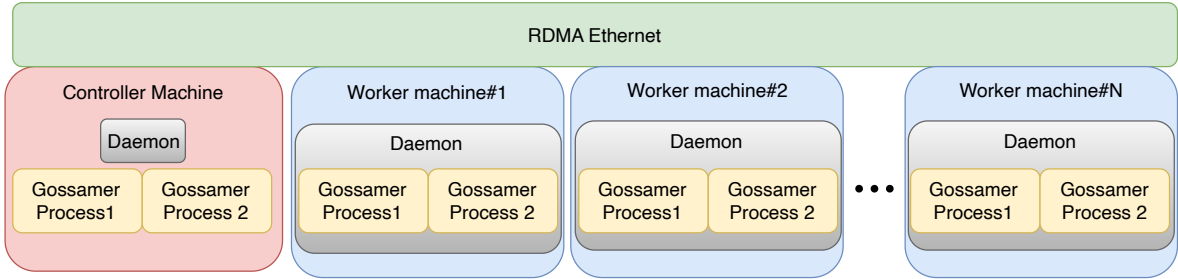 RDMA Ethernet
Controller Machine
Daemon
Gossamer
Process1
Gossamer
Process 2
Worker machine#1
Daemon
Gossamer
Process1
Gossamer
Process 2
Worker machine#2
Daemon
Gossamer
Process1
Gossamer
Process 2
•••
Worker machine#N
Daemon
Gossamer
Process1
Gossamer
Process 2